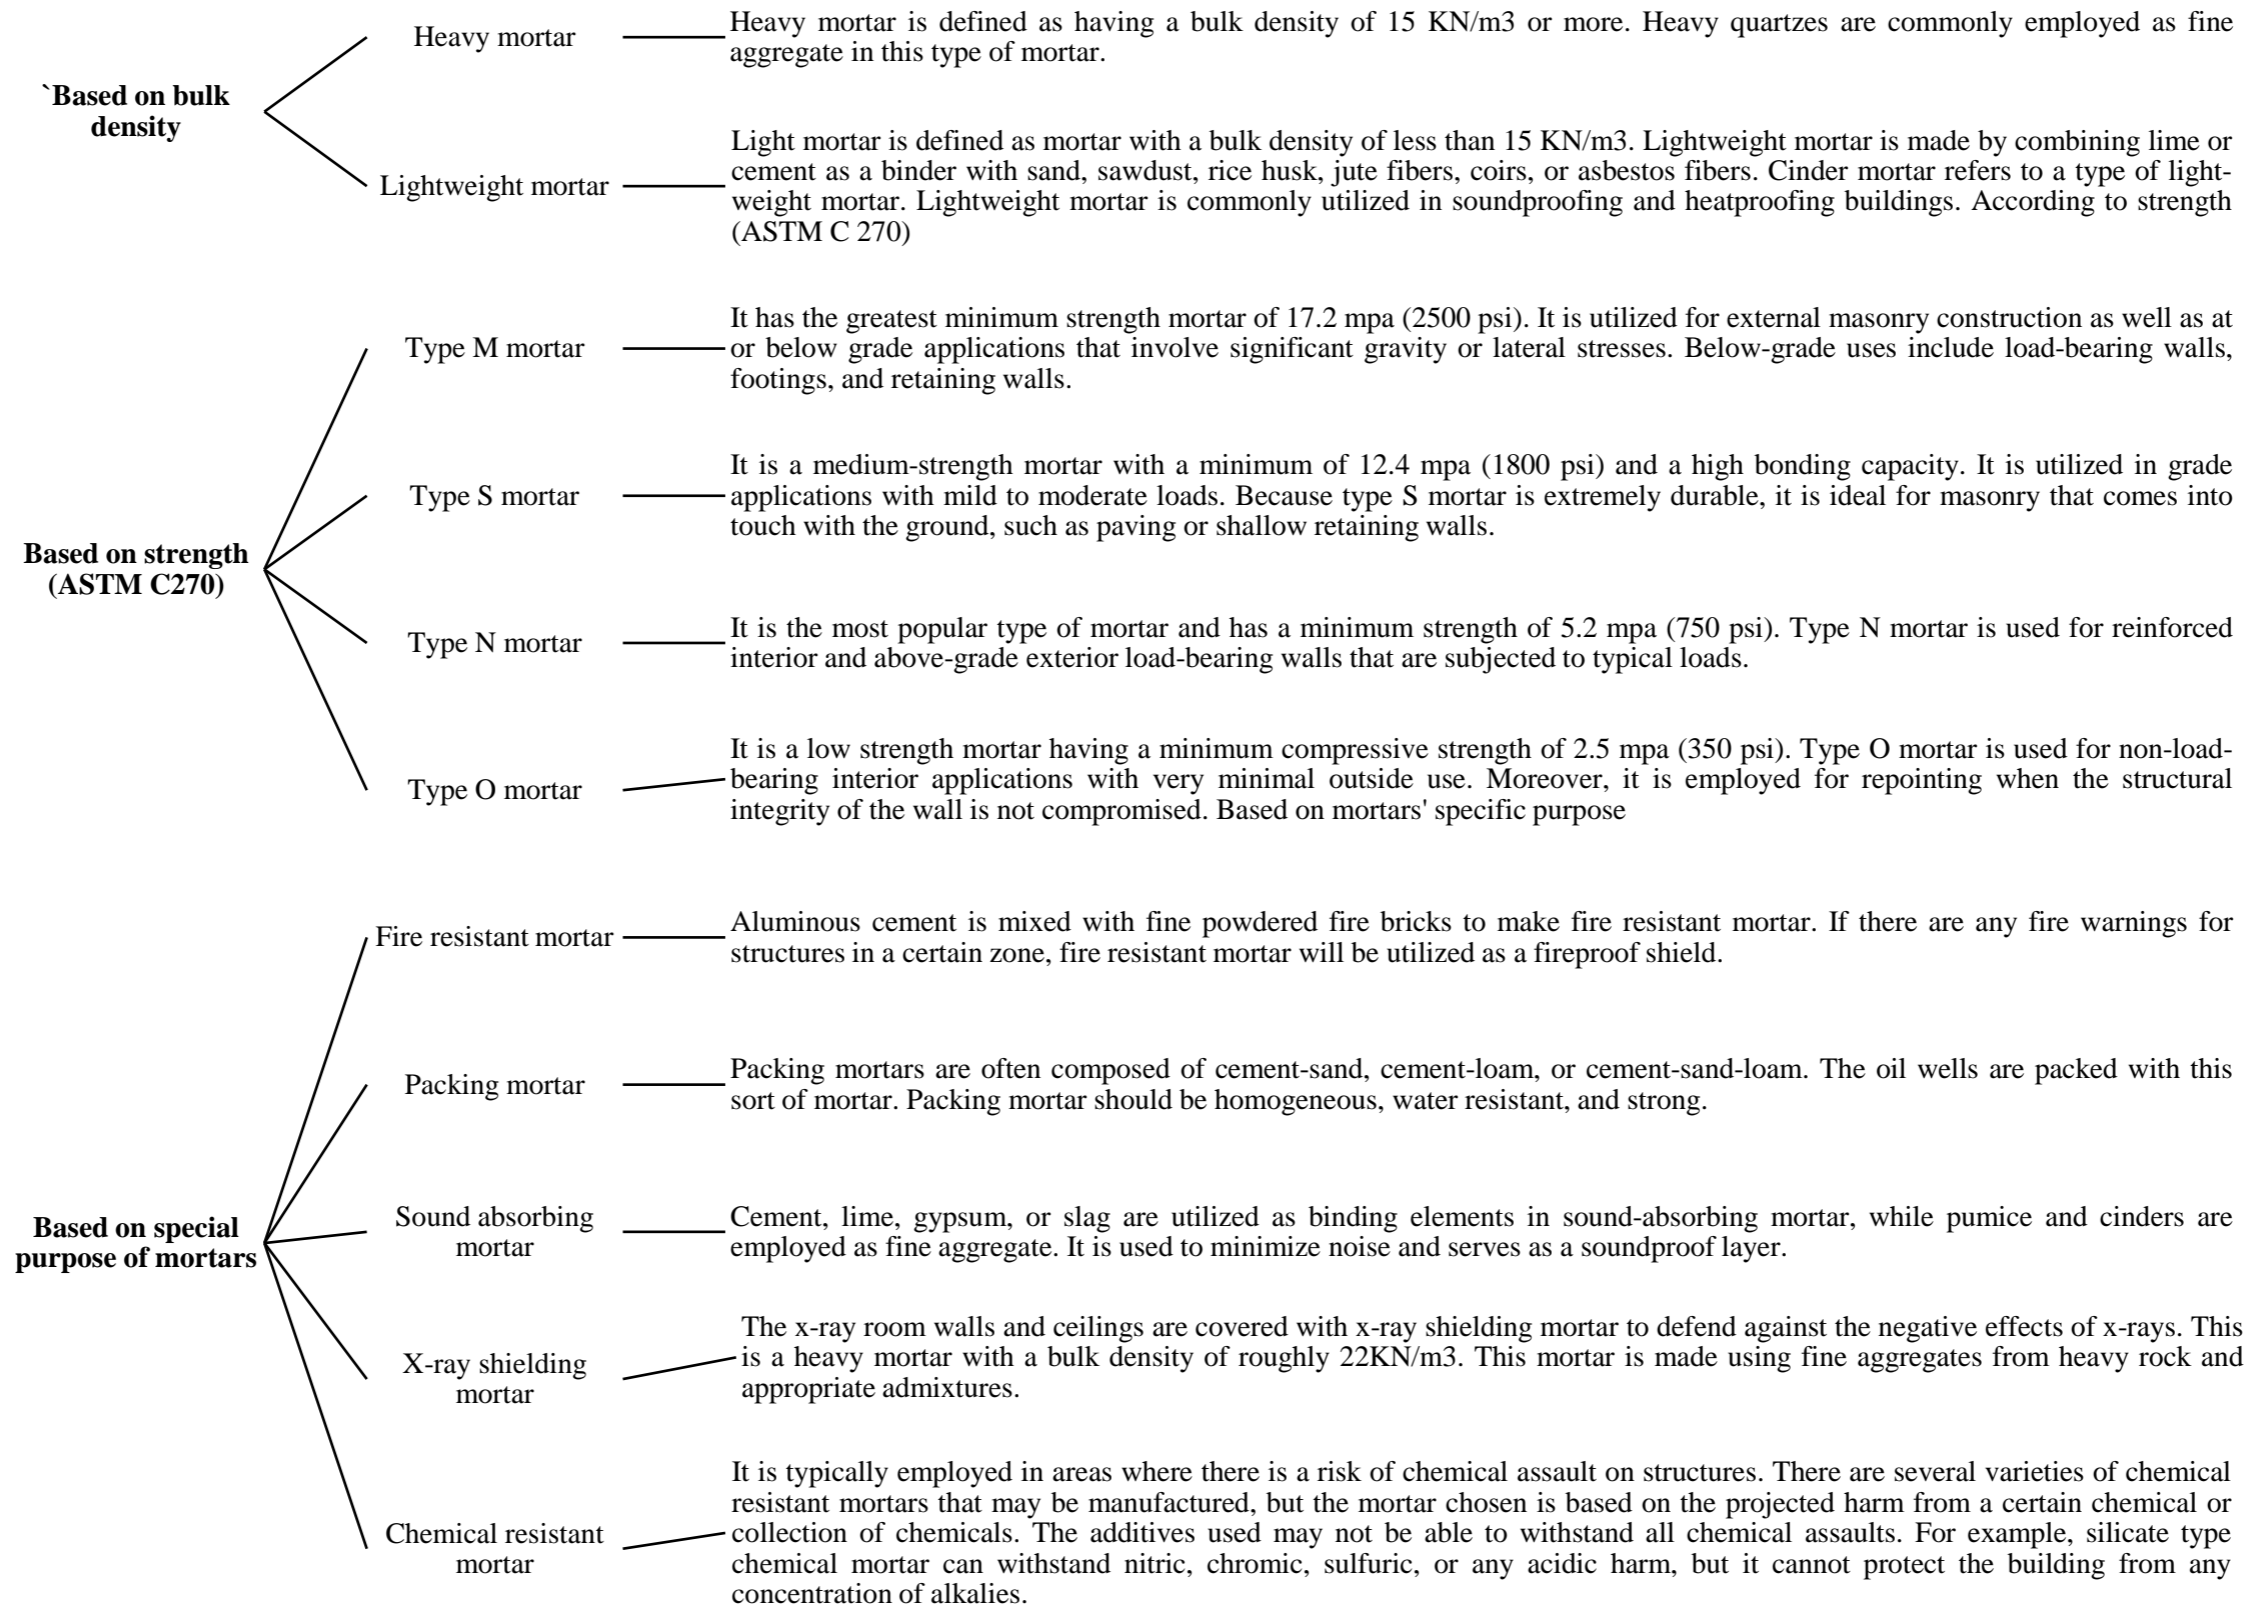 `Based on bulk
density
Heavy mortar
Heavy mortar is defined as having a bulk density of 15 KN/m3 or more. Heavy quartzes are commonly employed as fine
aggregate in this type of mortar.
Lightweight mortar
Light mortar is defined as mortar with a bulk density of less than 15 KN/m3. Lightweight mortar is made by combining lime or
cement as a binder with sand, sawdust, rice husk, jute fibers, coirs, or asbestos fibers. Cinder mortar refers to a type of light-
weight mortar. Lightweight mortar is commonly utilized in soundproofing and heatproofing buildings. According to strength
(ASTM C 270)
Based on strength
(ASTM C270)
Type M mortar
It has the greatest minimum strength mortar of 17.2 mpa (2500 psi). It is utilized for external masonry construction as well as at
or below grade applications that involve significant gravity or lateral stresses. Below-grade uses include load-bearing walls,
footings, and retaining walls.
Type S mortar
It is a medium-strength mortar with a minimum of 12.4 mpa (1800 psi) and a high bonding capacity. It is utilized in grade
applications with mild to moderate loads. Because type S mortar is extremely durable, it is ideal for masonry that comes into
touch with the ground, such as paving or shallow retaining walls.
Type N mortar
It is the most popular type of mortar and has a minimum strength of 5.2 mpa (750 psi). Type N mortar is used for reinforced
interior and above-grade exterior load-bearing walls that are subjected to typical loads.
Type O mortar
It is a low strength mortar having a minimum compressive strength of 2.5 mpa (350 psi). Type O mortar is used for non-load-
bearing interior applications with very minimal outside use. Moreover, it is employed for repointing when the structural
integrity of the wall is not compromised. Based on mortars' specific purpose
Based on special
purpose of mortars
Fire resistant mortar
Aluminous cement is mixed with fine powdered fire bricks to make fire resistant mortar. If there are any fire warnings for
structures in a certain zone, fire resistant mortar will be utilized as a fireproof shield.
Packing mortar
Packing mortars are often composed of cement-sand, cement-loam, or cement-sand-loam. The oil wells are packed with this
sort of mortar. Packing mortar should be homogeneous, water resistant, and strong.
Sound absorbing
mortar
Cement, lime, gypsum, or slag are utilized as binding elements in sound-absorbing mortar, while pumice and cinders are
employed as fine aggregate. It is used to minimize noise and serves as a soundproof layer.
X-ray shielding
mortar
The x-ray room walls and ceilings are covered with x-ray shielding mortar to defend against the negative effects of x-rays. This
is a heavy mortar with a bulk density of roughly 22KN/m3. This mortar is made using fine aggregates from heavy rock and
appropriate admixtures.
Chemical resistant
mortar
It is typically employed in areas where there is a risk of chemical assault on structures. There are several varieties of chemical
resistant mortars that may be manufactured, but the mortar chosen is based on the projected harm from a certain chemical or
collection of chemicals. The additives used may not be able to withstand all chemical assaults. For example, silicate type
chemical mortar can withstand nitric, chromic, sulfuric, or any acidic harm, but it cannot protect the building from any
concentration of alkalies.